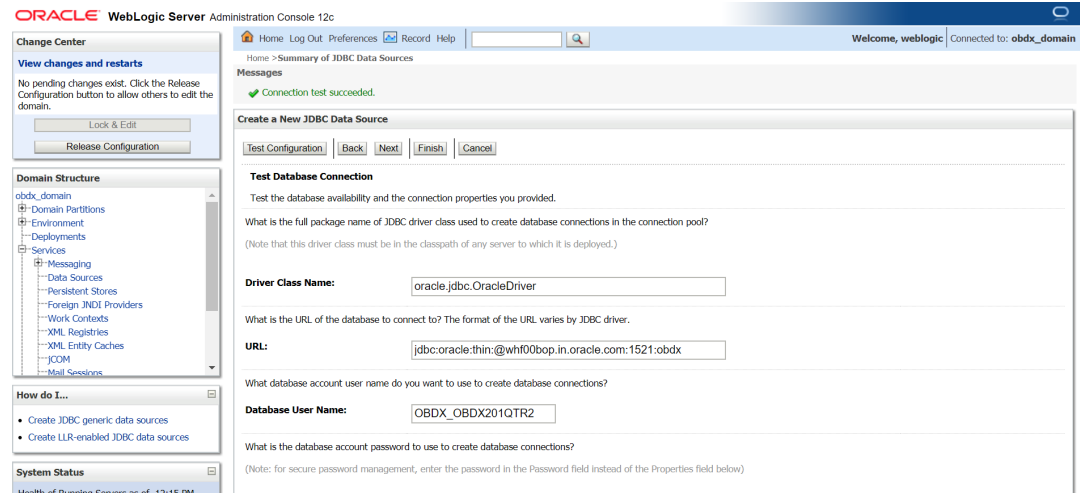 ORACLE WebLogic Server Administration Console 12c
Change Center
View changes and restarts
No pending changes exist. Click the Release
Configuration button to allow others to edit the
domain.
Lock & Edit
Release Configuration
Domain Structure
obdx_domain
Domain Partitions
Environment
Deployments
Services
Messaging
Data Sources
Persistent Stores
Foreign JNDI Providers
Work Contexts
XML Registries
XML Entity Caches
jCOM
Mail Sessions
How do I...
• Create JDBC generic data sources
• Create LLR-enabled JDBC data sources
System Status
Health of Running Servers as of 12:15 PM
Home Log Out Preferences Record Help
Welcome, weblogic Connected to: obdx_domain
Home >Summary of JDBC Data Sources
Messages
Connection test succeeded.
Create a New JDBC Data Source
Test Configuration Back Next Finish Cancel
Test Database Connection
Test the database availability and the connection properties you provided.
What is the full package name of JDBC driver class used to create database connections in the connection pool?
(Note that this driver class must be in the classpath of any server to which it is deployed.)
Driver Class Name: oracle.jdbc.OracleDriver
What is the URL of the database to connect to? The format of the URL varies by JDBC driver.
URL: jdbc:oracle:thin:@whf00bop.in.oracle.com:1521:obdx
What database account user name do you want to use to create database connections?
Database User Name: OBDX_OBDX201QTR2
What is the database account password to use to create database connections?
(Note: for secure password management, enter the password in the Password field instead of the Properties field below)